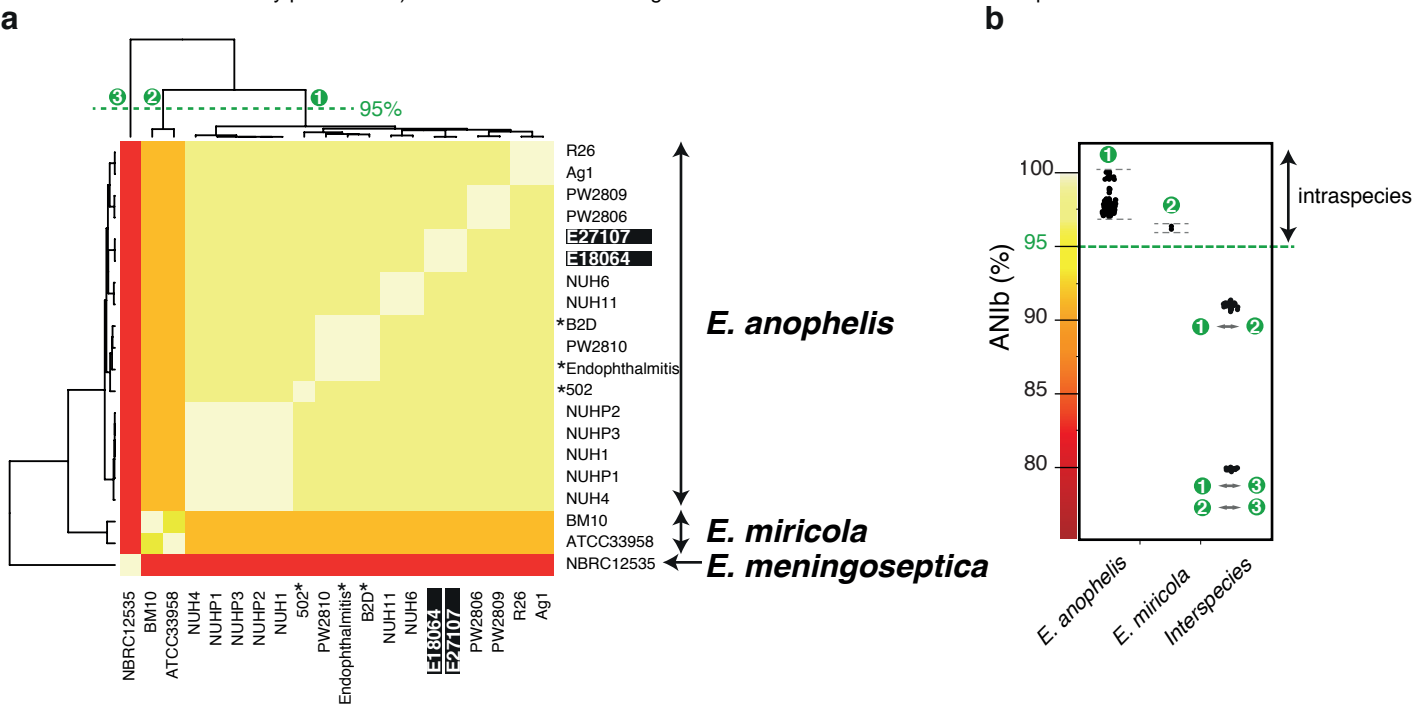 a
b
3
2
1
95%
R26
Ag1
PW2809
PW2806
E27107
E18064
NUH6
NUH11
*B2D
PW2810
*Endophthalmitis
*502
NUHP2
NUHP3
NUH1
NUHP1
NUH4
BM10
ATCC33958
NBRC12535
E. anophelis
E. miricola
E. meningoseptica
NBRC12535
BM10
ATCC33958
NUH4
NUHP1
NUHP3
NUHP2
NUH1
502*
PW2810
Endophthalmitis*
B2D*
NUH11
NUH6
E18064
E27107
PW2806
PW2809
R26
Ag1
ANIb (%)
100
95
90
85
80
1
2
intraspecies
1 2
1 3
2 3
E. anophelis
E. miricola
Interspecies